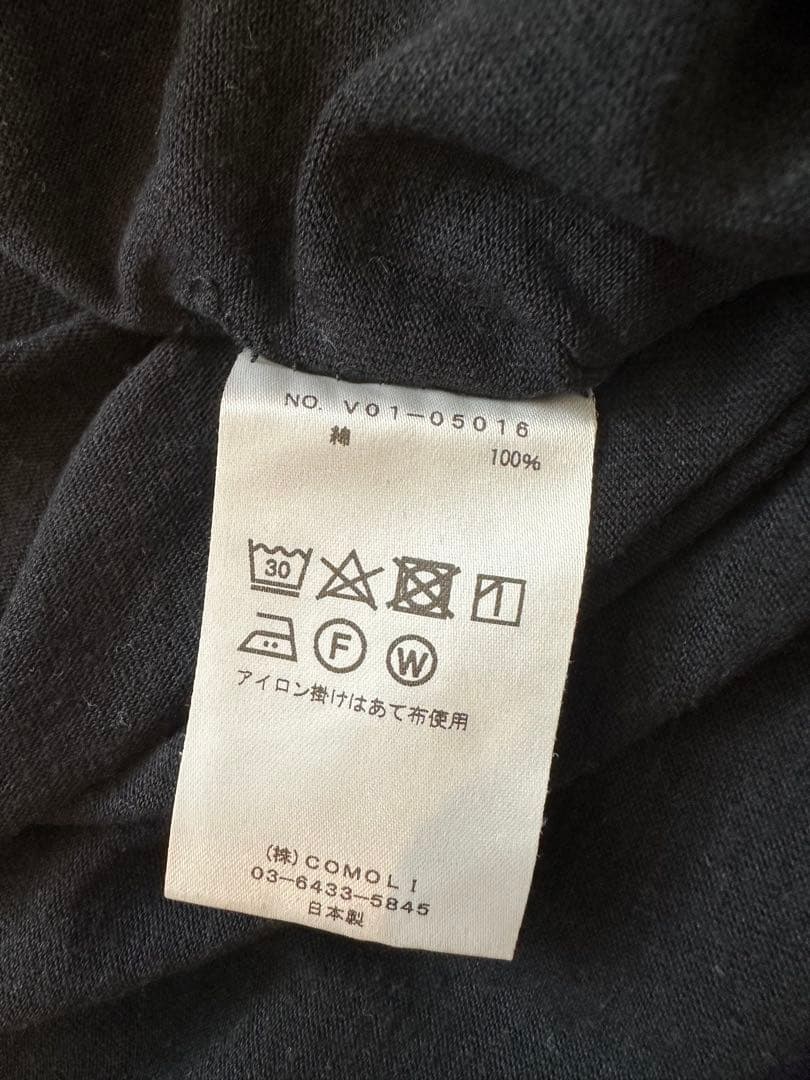 NO. V01-05016
綿 100%
30
F W
アイロン掛けはあて布使用
(株)COMOLI
03-6433-5845
日本製